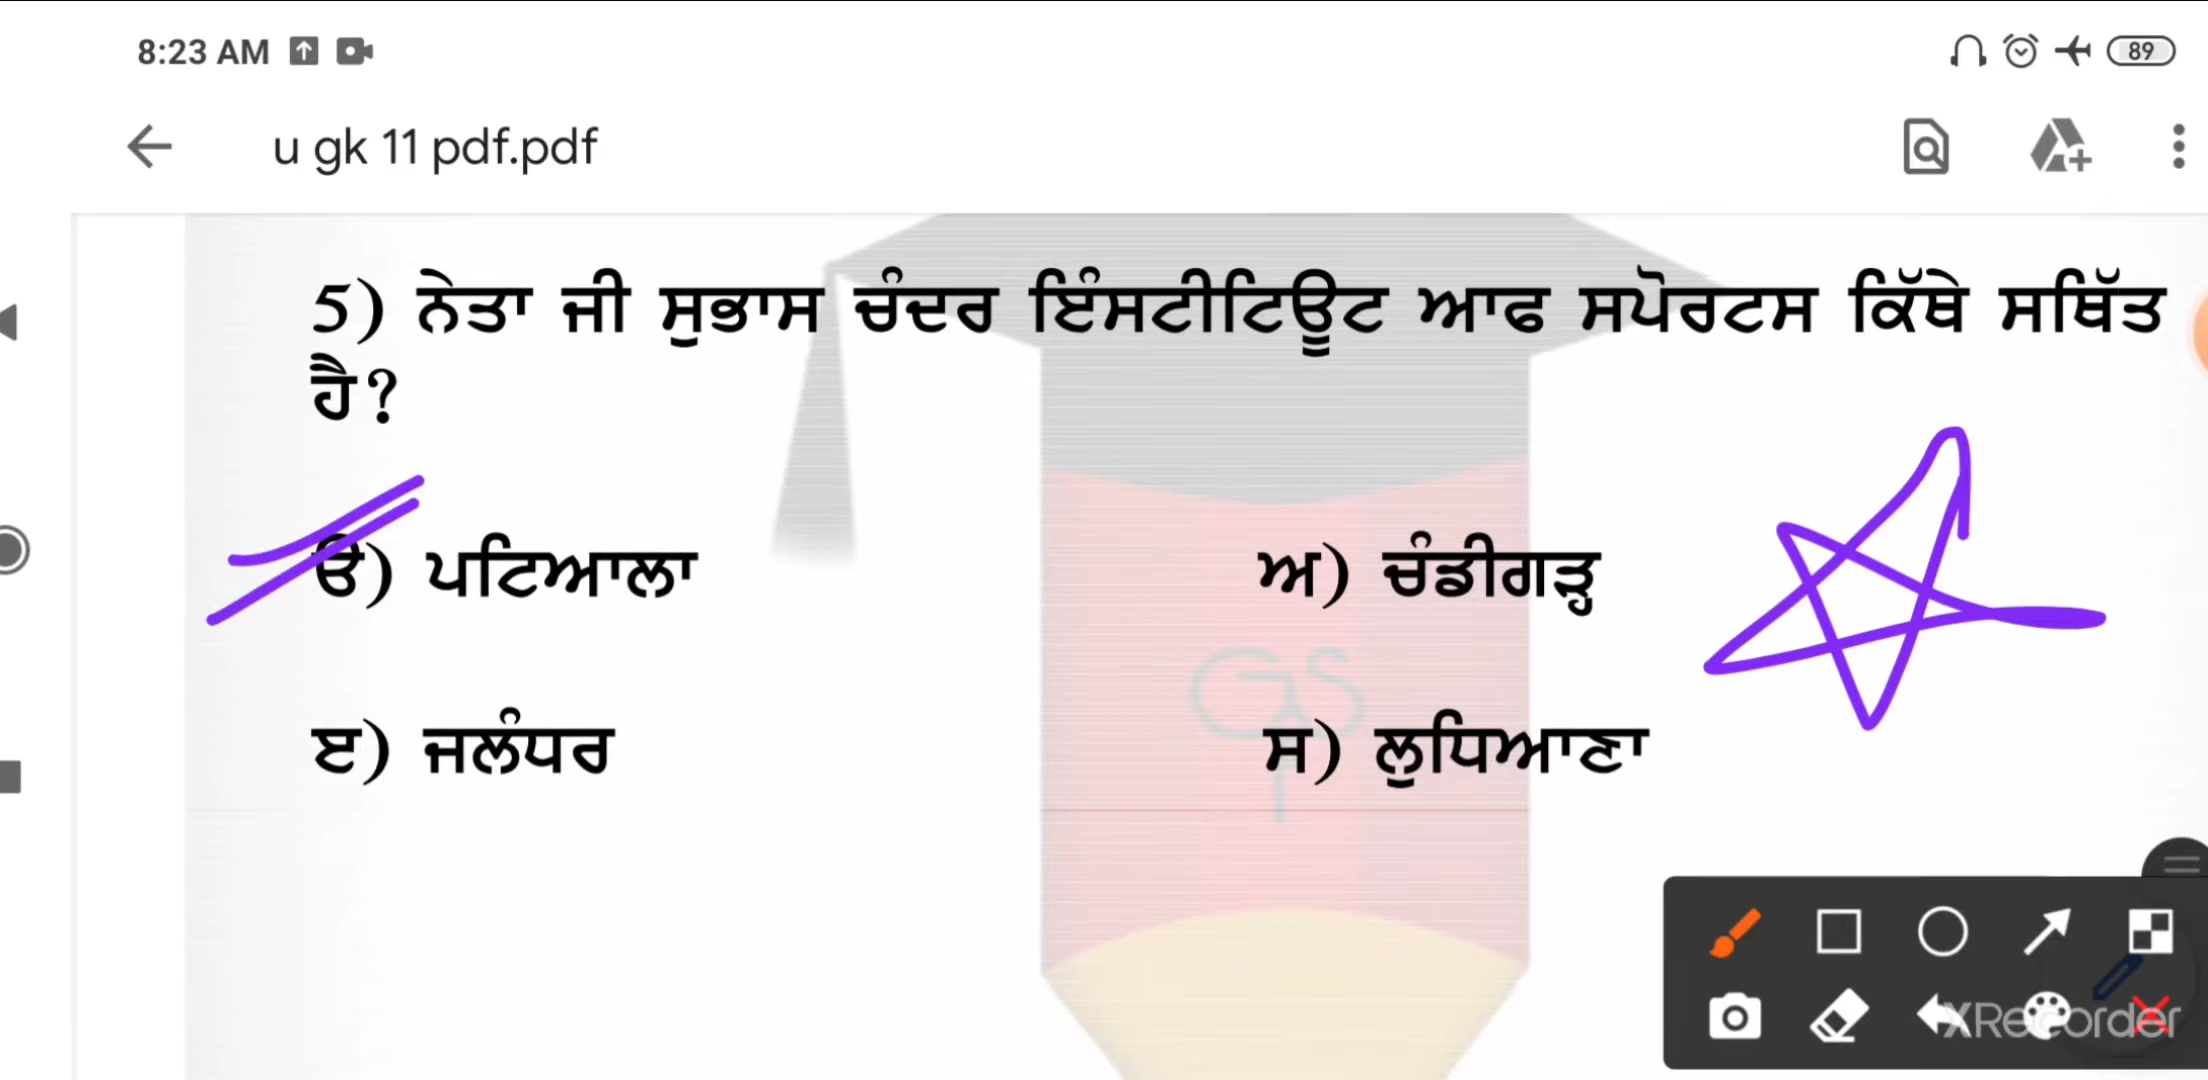 8:23 AM
89
u gk 11 pdf.pdf
5) ਨੇਤਾ ਜੀ ਸੁਭਾਸ ਚੰਦਰ ਇੰਸਟੀਟਿਊਟ ਆਫ ਸਪੋਰਟਸ ਕਿੱਥੇ ਸਥਿੱਤ
ਹੈ?
ੳ) ਪਟਿਆਲਾ
ਅ) ਚੰਡੀਗੜ੍ਹ
GS
ੲ) ਜਲੰਧਰ
ਸ) ਲੁਧਿਆਣਾ
XRecorder